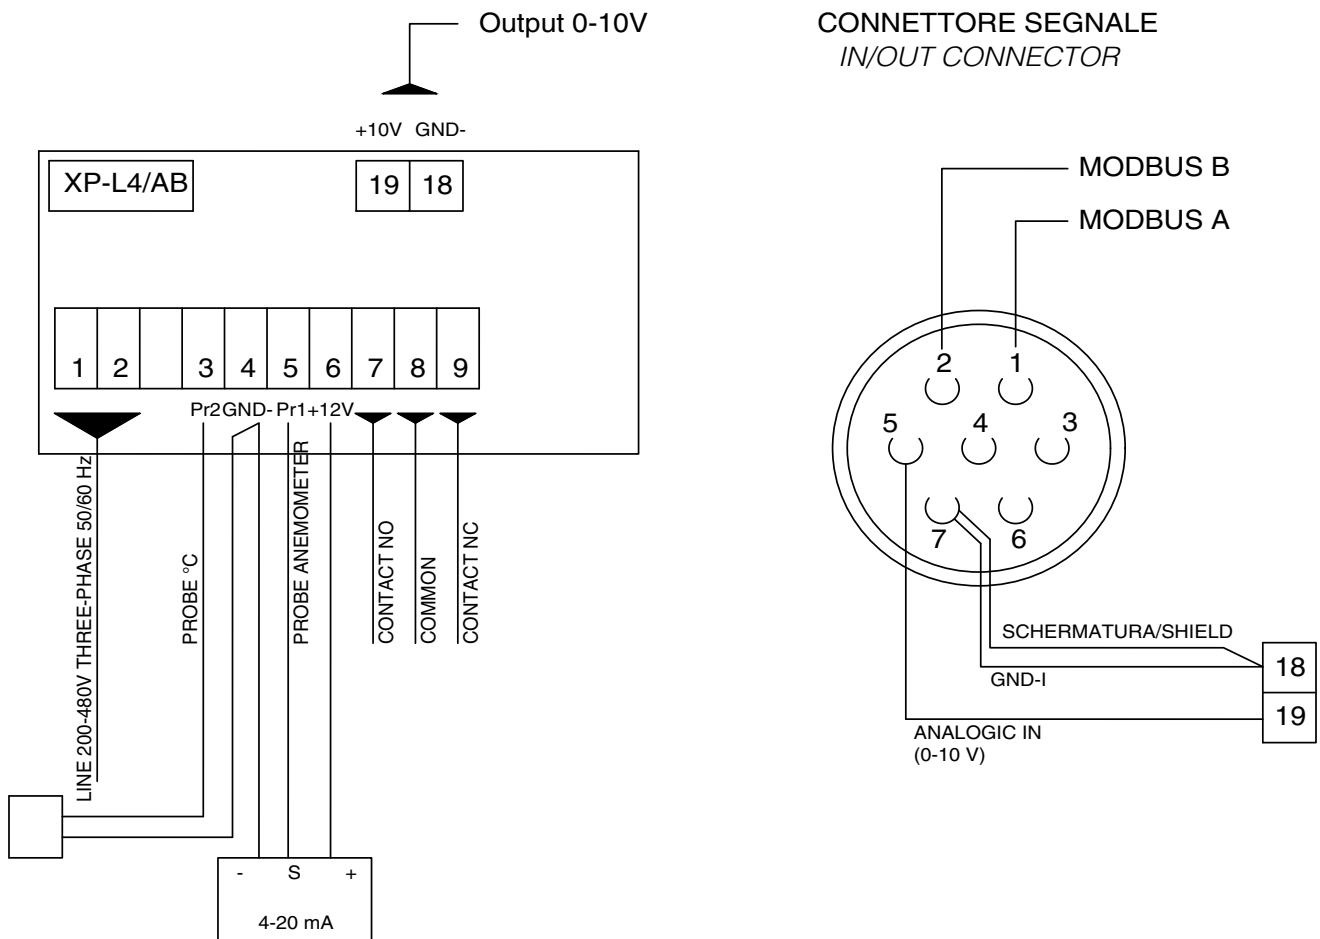 Output 0-10V
+10V GND-
XP-L4/AB
19 18
1 2 3 4 5 6 7 8 9
Pr2 GND- Pr1 +12V
LINE 200-480V THREE-PHASE 50/60 Hz
PROBE °C
PROBE ANEMOMETER
CONTACT NO
COMMON
CONTACT NC
- S +
4-20 mA
CONNETTORE SEGNALE
IN/OUT CONNECTOR
MODBUS B
MODBUS A
2 1
5 4 3
7 6
SCHERMATURA/SHIELD
18
GND-I
19
ANALOGIC IN
(0-10 V)